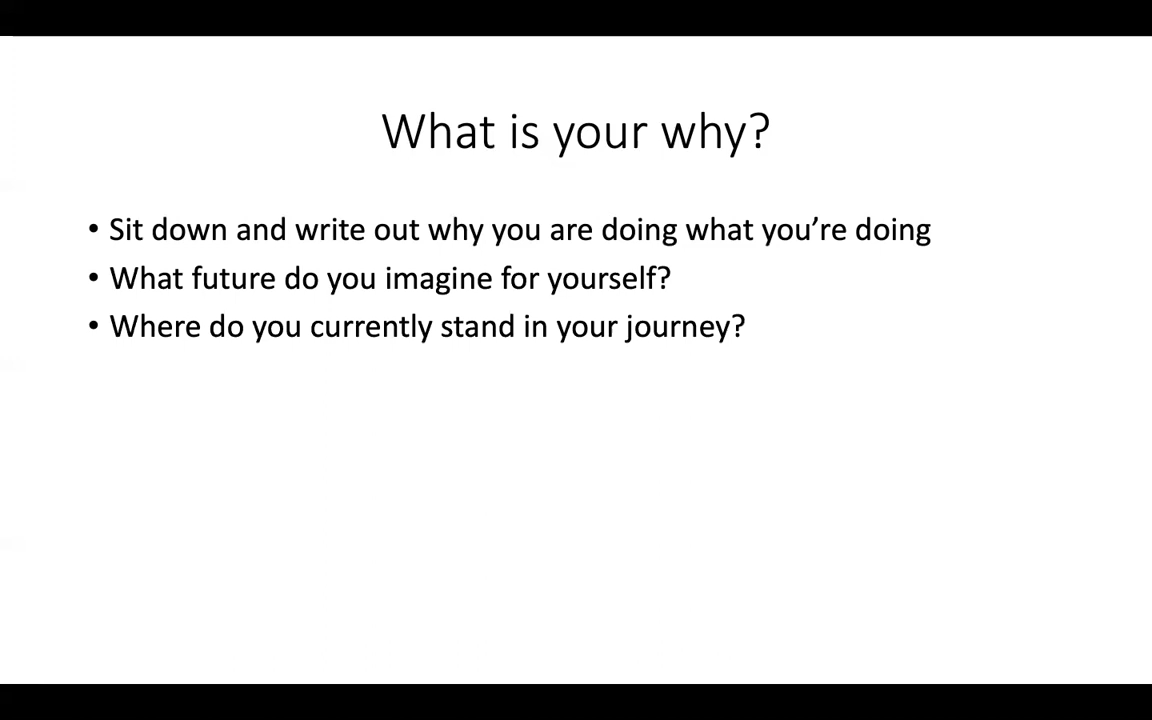 What is your why?
• Sit down and write out why you are doing what you’re doing
• What future do you imagine for yourself?
• Where do you currently stand in your journey?